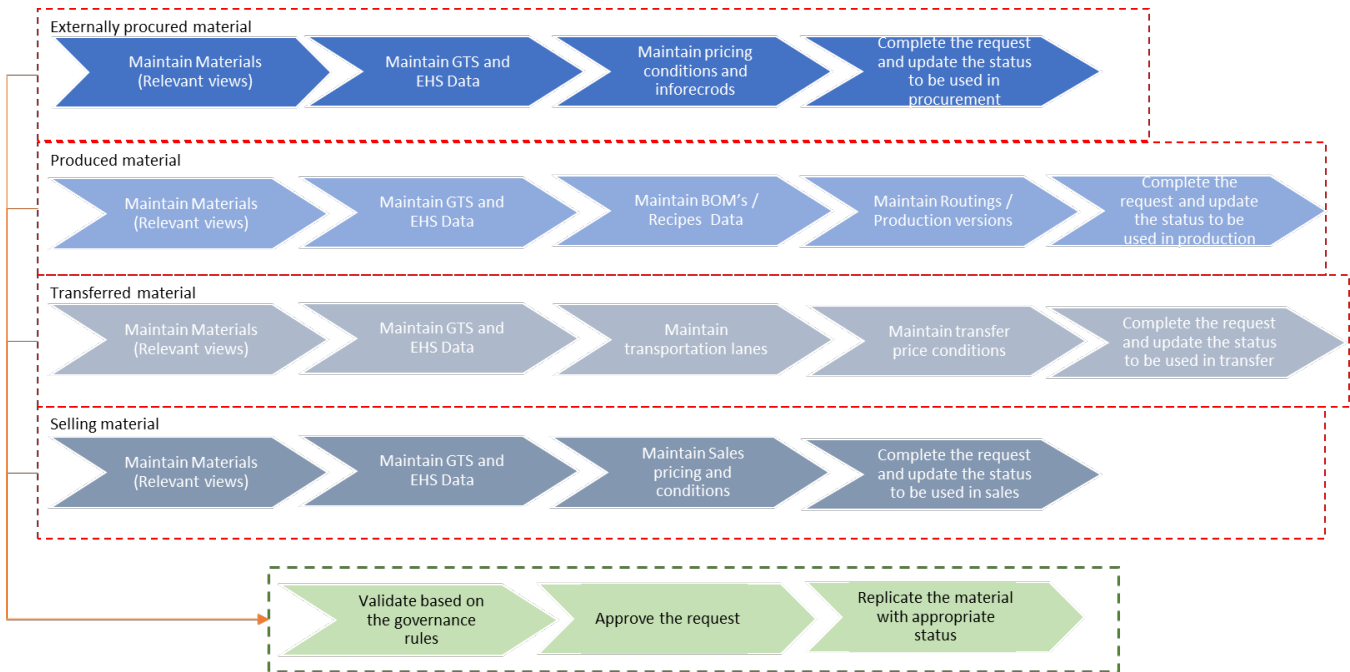 Externally procured material
Maintain Materials
(Relevant views)
Maintain GTS and
EHS Data
Maintain pricing
conditions and
inforecrods
Complete the request
and update the status
to be used in
procurement
Produced material
Maintain Materials
(Relevant views)
Maintain GTS and
EHS Data
Maintain BOM’s /
Recipes  Data
Maintain Routings /
Production versions
Complete the
request and update
the status to be
used in production
Transferred material
Maintain Materials
(Relevant views)
Maintain GTS and
EHS Data
Maintain
transportation lanes
Maintain transfer
price conditions
Complete the request
and update the status
to be used in transfer
Selling material
Maintain Materials
(Relevant views)
Maintain GTS and
EHS Data
Maintain Sales
pricing and
conditions
Complete the request
and update the status
to be used in sales
Validate based on
the governance
rules
Approve the request
Replicate the material
with appropriate
status